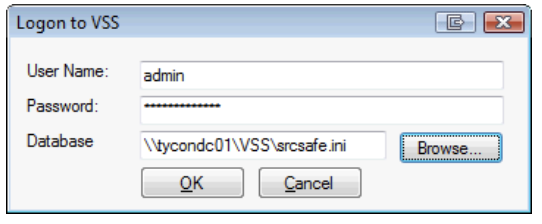 Logon to VSS
User Name: admin
Password: *************
Database \\tycondc01\VSS\srcsafe.ini Browse...
OK Cancel